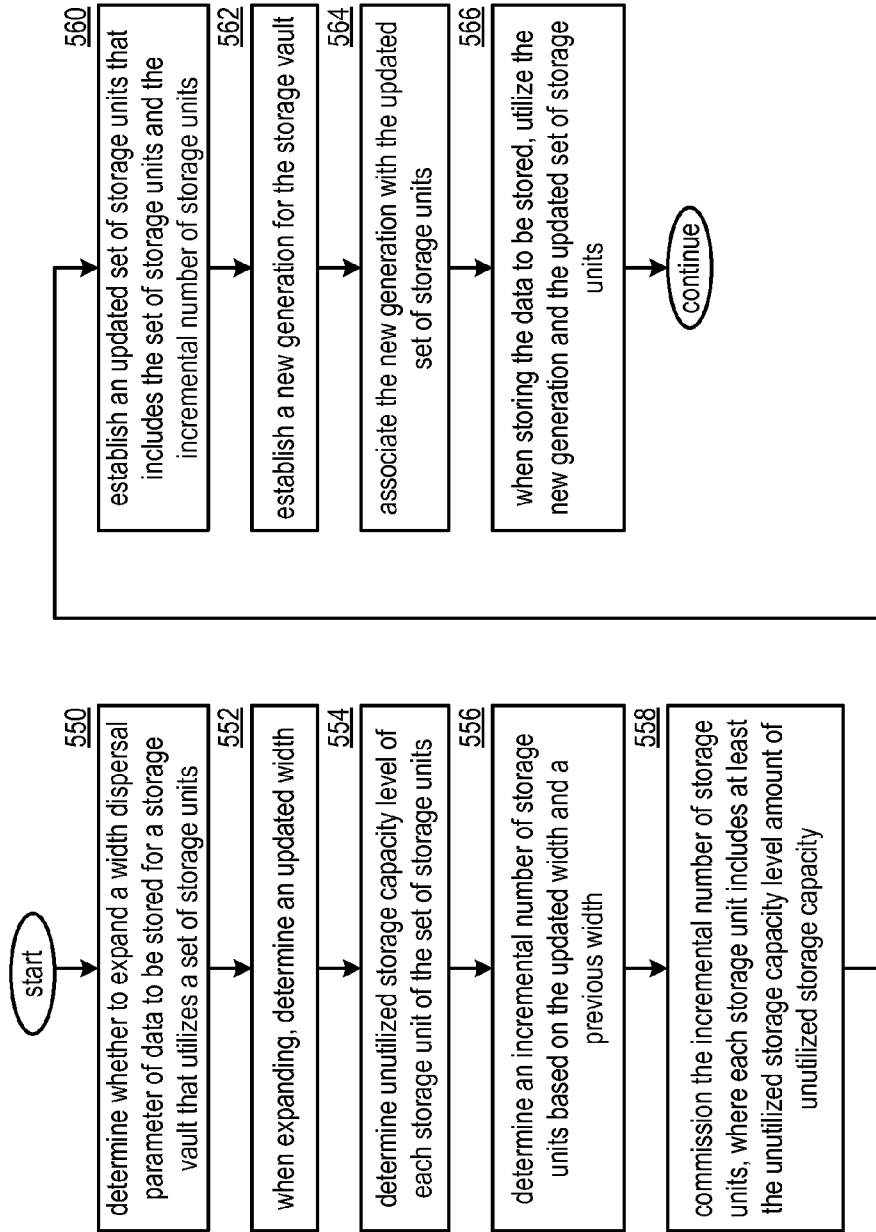 start
550
determine whether to expand a width dispersal
parameter of data to be stored for a storage
vault that utilizes a set of storage units
552
when expanding, determine an updated width
554
determine unutilized storage capacity level of
each storage unit of the set of storage units
556
determine an incremental number of storage
units based on the updated width and a
previous width
558
commission the incremental number of storage
units, where each storage unit includes at least
the unutilized storage capacity level amount of
unutilized storage capacity
560
establish an updated set of storage units that
includes the set of storage units and the
incremental number of storage units
562
establish a new generation for the storage vault
564
associate the new generation with the updated
set of storage units
566
when storing the data to be stored, utilize the
new generation and the updated set of storage
units
continue